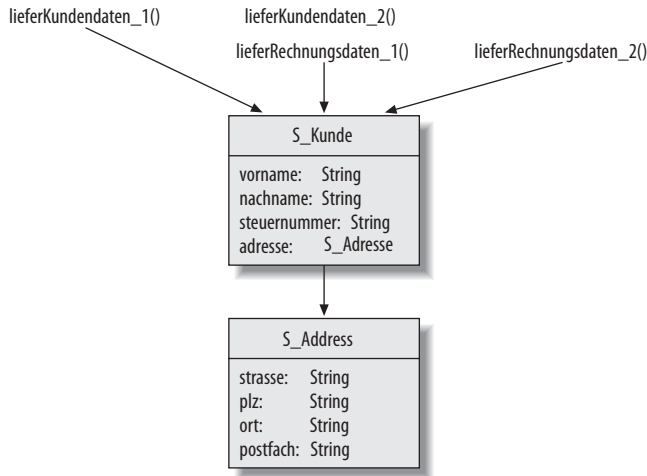 lieferKundendaten_1()
lieferKundendaten_2()
lieferRechnungsdaten_1()
lieferRechnungsdaten_2()
S_Kunde
vorname: String
nachname: String
steuernummer: String
adresse: S_Adresse
S_Address
strasse: String
plz: String
ort: String
postfach: String